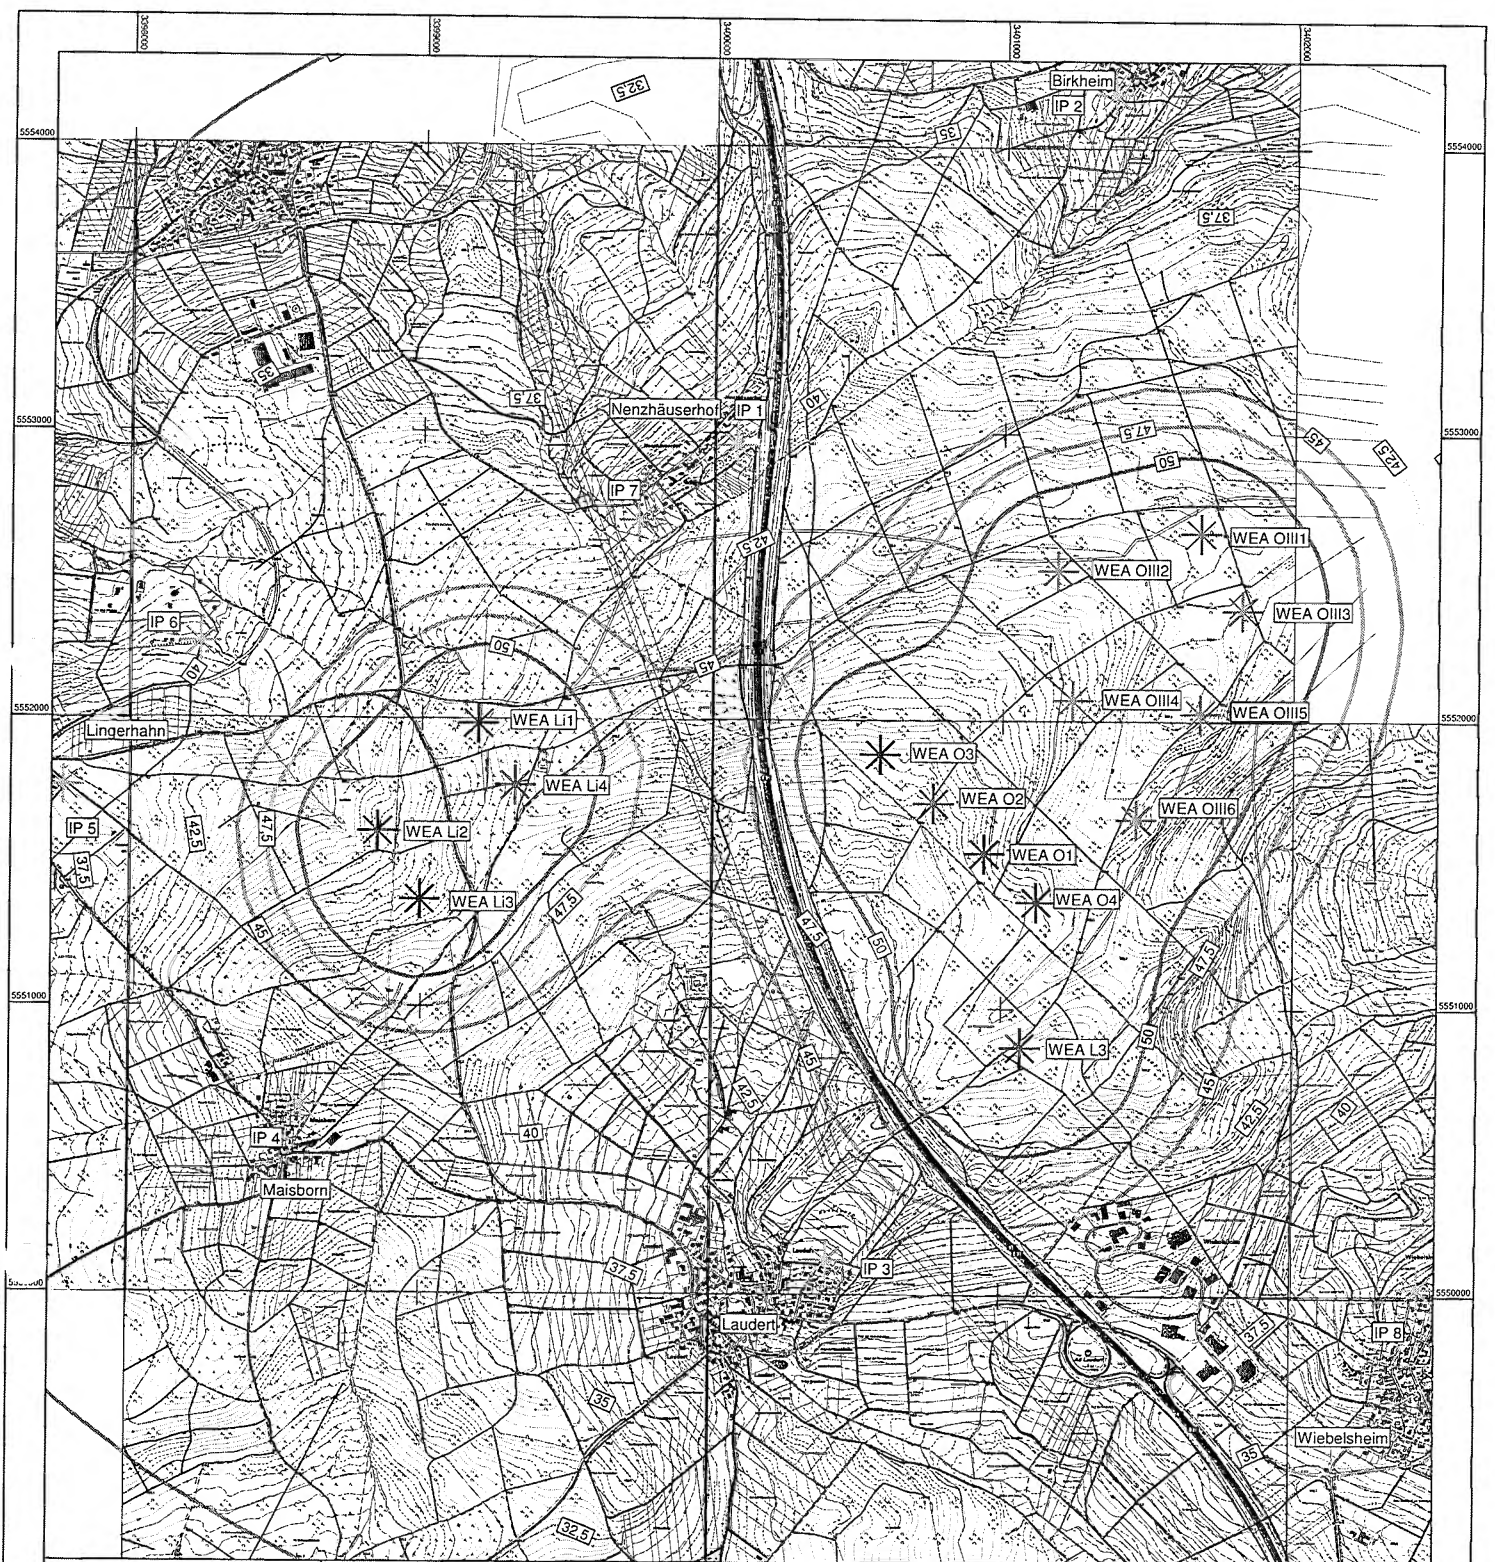 3398000
3399000
3400000
3401000
3402000
Birkheim
IP 2
32.5
35
5554000
5554000
37.5
35
37.5
Nenzhäuserhof
IP 1
40
5553000
5553000
47.5
45
42.5
50
IP 7
42.5
WEA OIII1
WEA OIII2
WEA OIII3
IP 6
40
50
45
WEA OIII4
WEA OIII5
5552000
5552000
WEA Li1
Lingerhahn
WEA O3
WEA Li4
WEA O2
WEA OIII6
IP 5
42.5
47.5
WEA Li2
WEA O1
37.5
WEA Li3
WEA O4
47.5
45
47.5
50
47.5
5551000
5551000
50
WEA L3
45
45
42.5
42.5
40
40
IP 4
Maisborn
37.5
IP 3
Laudert
5550000
37.5
IP 8
35
Wiebelsheim
35
32.5